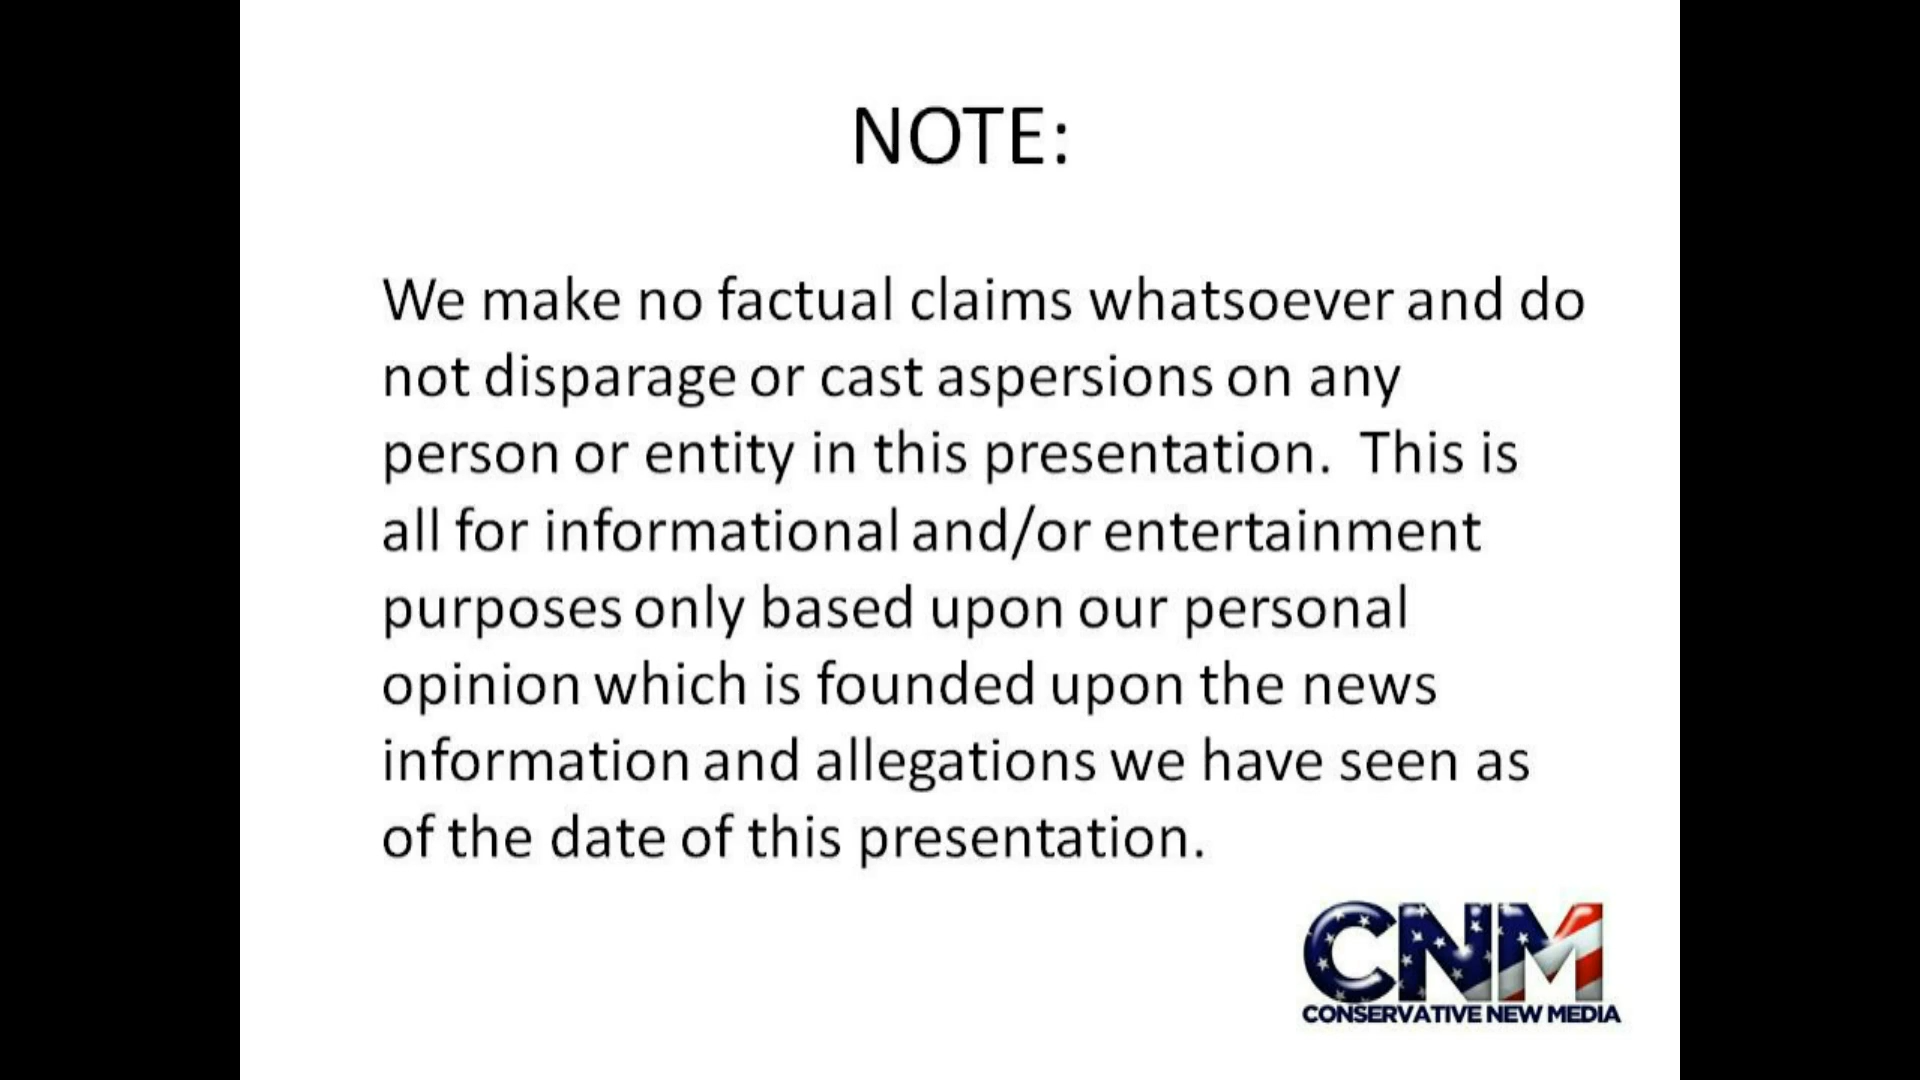 NOTE:
We make no factual claims whatsoever and do
not disparage or cast aspersions on any
person or entity in this presentation.  This is
all for informational and/or entertainment
purposes only based upon our personal
opinion which is founded upon the news
information and allegations we have seen as
of the date of this presentation.
CNM
CONSERVATIVE NEW MEDIA